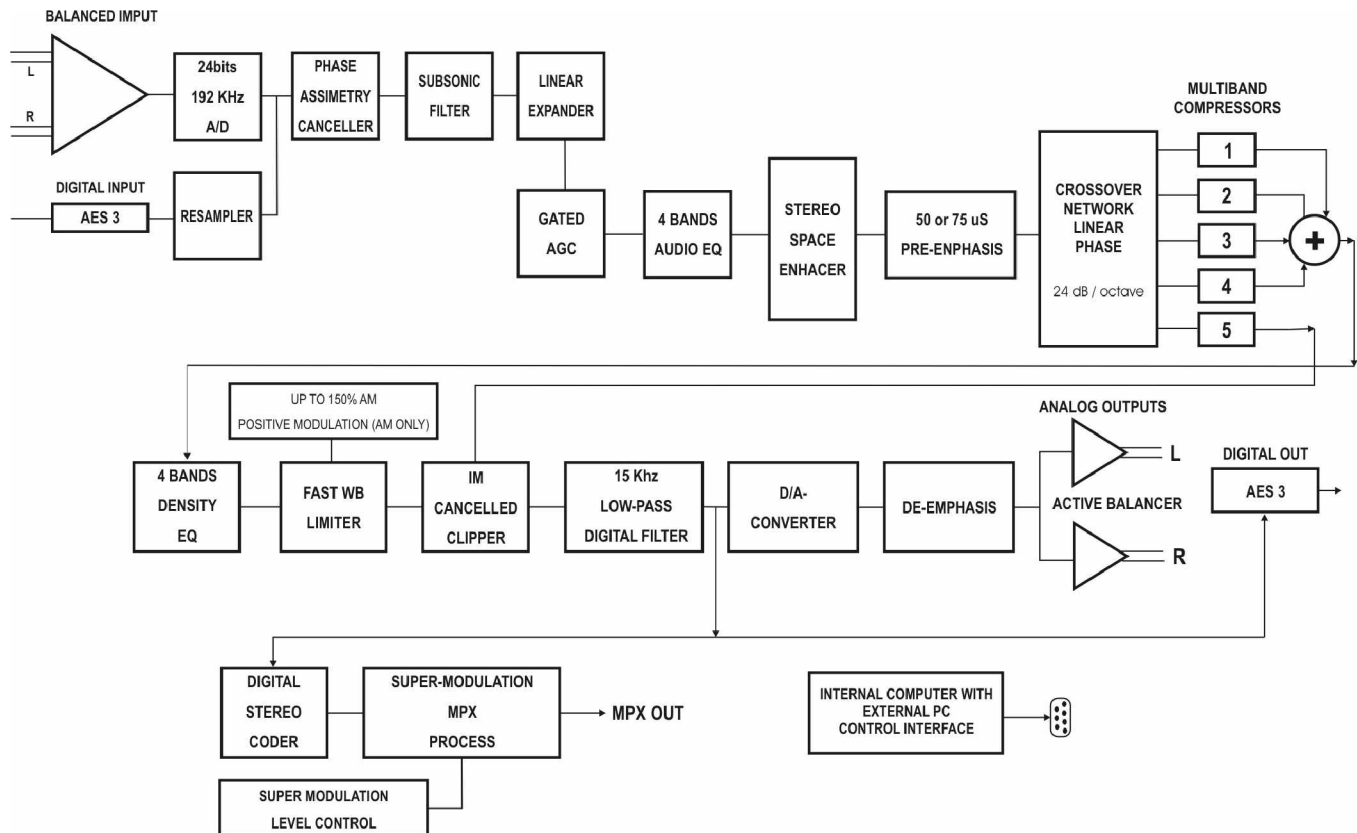 BALANCED IMPUT
L
R
24bits
192 KHz
A/D
PHASE
ASSIMETRY
CANCELLER
SUBSONIC
FILTER
LINEAR
EXPANDER
DIGITAL INPUT
AES 3
RESAMPLER
GATED
AGC
4 BANDS
AUDIO EQ
STEREO
SPACE
ENHACER
50 or 75 uS
PRE-ENPHASIS
CROSSOVER
NETWORK
LINEAR
PHASE
24 dB / octave
MULTIBAND
COMPRESSORS
1
2
3
4
5
+
UP TO 150% AM
POSITIVE MODULATION (AM ONLY)
4 BANDS
DENSITY
EQ
FAST WB
LIMITER
IM
CANCELLED
CLIPPER
15 Khz
LOW-PASS
DIGITAL FILTER
D/A-
CONVERTER
DE-EMPHASIS
ANALOG OUTPUTS
L
ACTIVE BALANCER
R
DIGITAL OUT
AES 3
DIGITAL
STEREO
CODER
SUPER-MODULATION
MPX
PROCESS
MPX OUT
SUPER MODULATION
LEVEL CONTROL
INTERNAL COMPUTER WITH
EXTERNAL PC
CONTROL INTERFACE